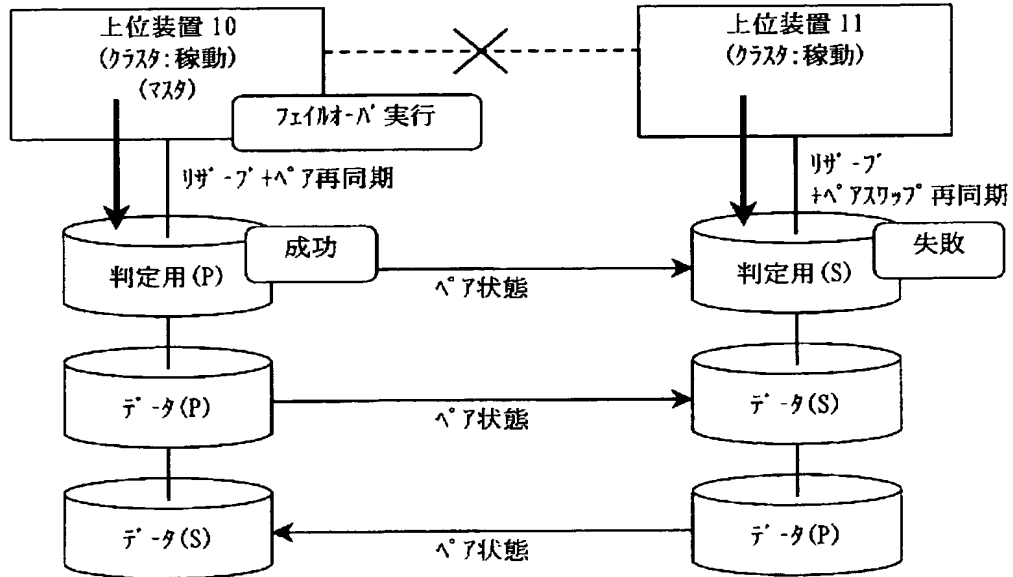 上位装置10
(ｸﾗｽﾀ:稼動)
(ﾏｽﾀ)
ﾌｪｲﾙｵｰﾊﾞ実行
上位装置11
(ｸﾗｽﾀ:稼動)
ﾘｻﾞｰﾌﾞ+ﾍﾟｱ再同期
ﾘｻﾞｰﾌﾞ
+ﾍﾟｱｽﾜｯﾌﾟ再同期
成功
失敗
判定用(P)
ﾍﾟｱ状態
判定用(S)
ﾃﾞｰﾀ(P)
ﾍﾟｱ状態
ﾃﾞｰﾀ(S)
ﾃﾞｰﾀ(S)
ﾍﾟｱ状態
ﾃﾞｰﾀ(P)